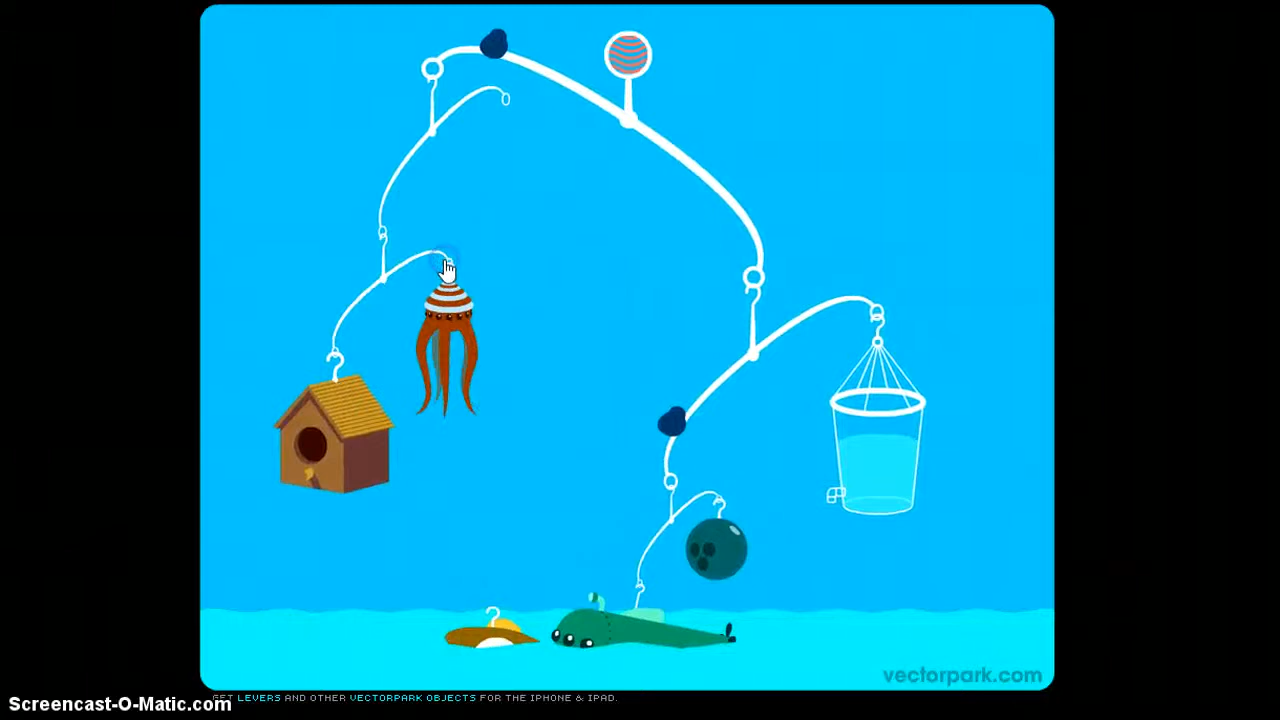 vectorpark.com
GET LEVERS AND OTHER VECTORPARK OBJECTS FOR THE IPHONE & IPAD.
Screencast-O-Matic.com